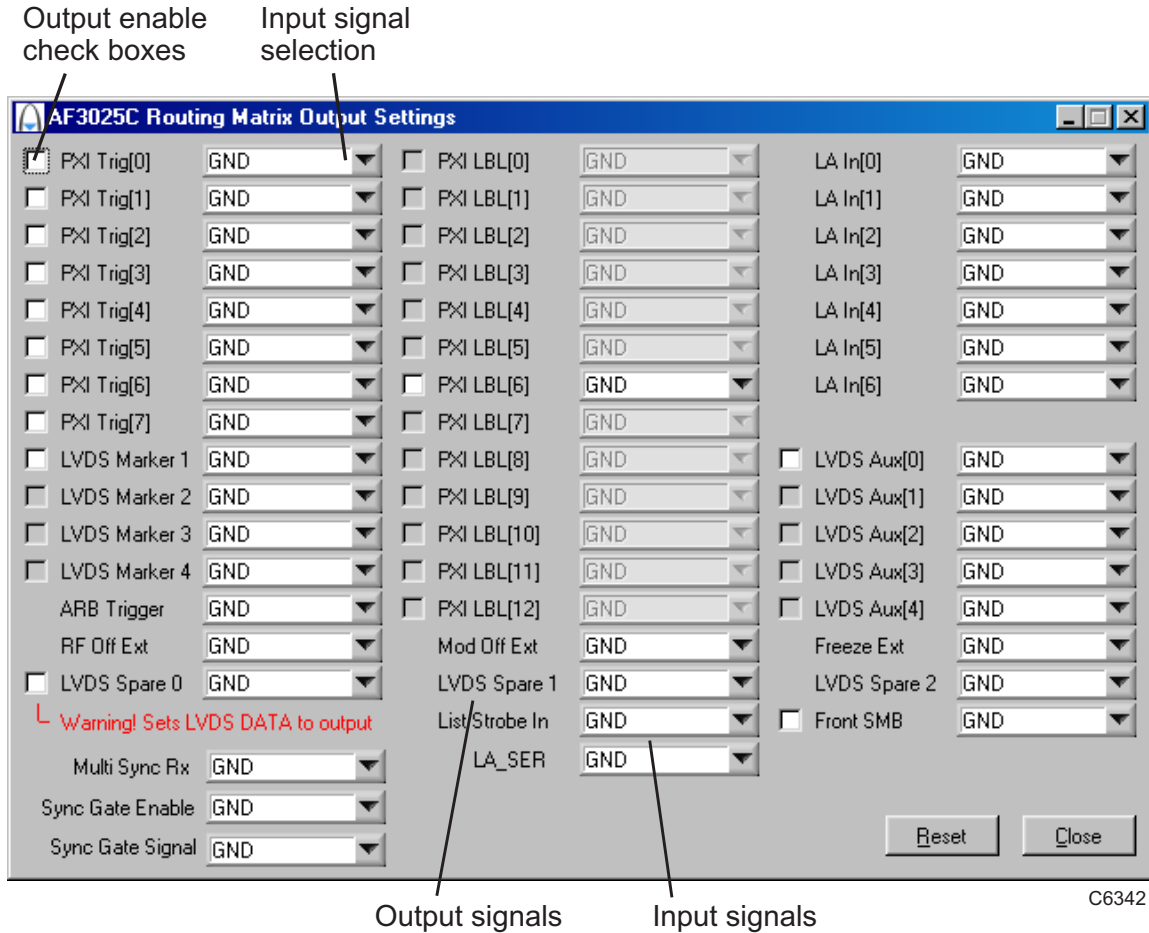 Output enable
check boxes
Input signal
selection
AF3025C Routing Matrix Output Settings
PXI Trig[0] GND PXI LBL[0] GND LA In[0] GND
PXI Trig[1] GND PXI LBL[1] GND LA In[1] GND
PXI Trig[2] GND PXI LBL[2] GND LA In[2] GND
PXI Trig[3] GND PXI LBL[3] GND LA In[3] GND
PXI Trig[4] GND PXI LBL[4] GND LA In[4] GND
PXI Trig[5] GND PXI LBL[5] GND LA In[5] GND
PXI Trig[6] GND PXI LBL[6] GND LA In[6] GND
PXI Trig[7] GND PXI LBL[7] GND
LVDS Marker 1 GND PXI LBL[8] GND LVDS Aux[0] GND
LVDS Marker 2 GND PXI LBL[9] GND LVDS Aux[1] GND
LVDS Marker 3 GND PXI LBL[10] GND LVDS Aux[2] GND
LVDS Marker 4 GND PXI LBL[11] GND LVDS Aux[3] GND
ARB Trigger GND PXI LBL[12] GND LVDS Aux[4] GND
RF Off Ext GND Mod Off Ext GND Freeze Ext GND
LVDS Spare 0 GND LVDS Spare 1 GND LVDS Spare 2 GND
Warning! Sets LVDS DATA to output List Strobe In GND Front SMB GND
Multi Sync Rx GND LA_SER GND
Sync Gate Enable GND
Sync Gate Signal GND
Reset Close
C6342
Output signals
Input signals